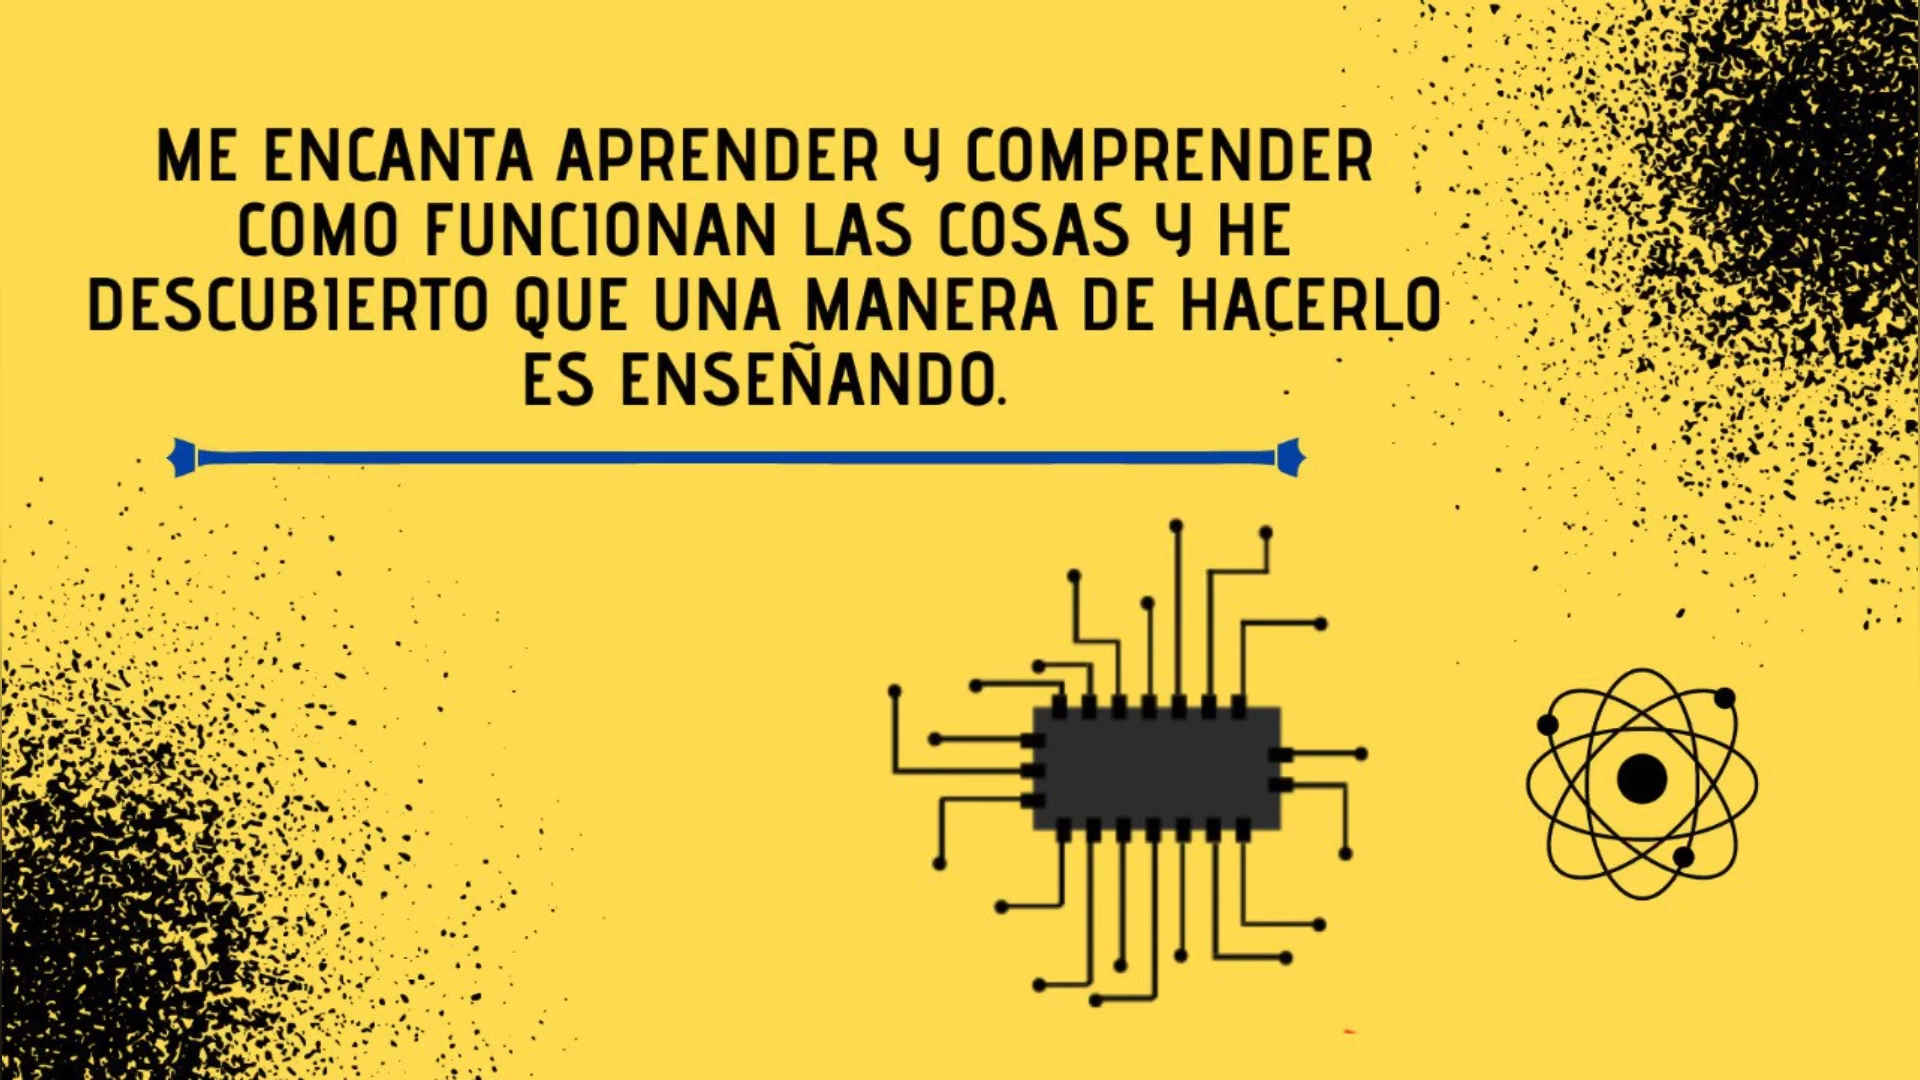 ME ENCANTA APRENDER Y COMPRENDER
COMO FUNCIONAN LAS COSAS Y HE
DESCUBIERTO QUE UNA MANERA DE HACERLO
ES ENSEÑANDO.